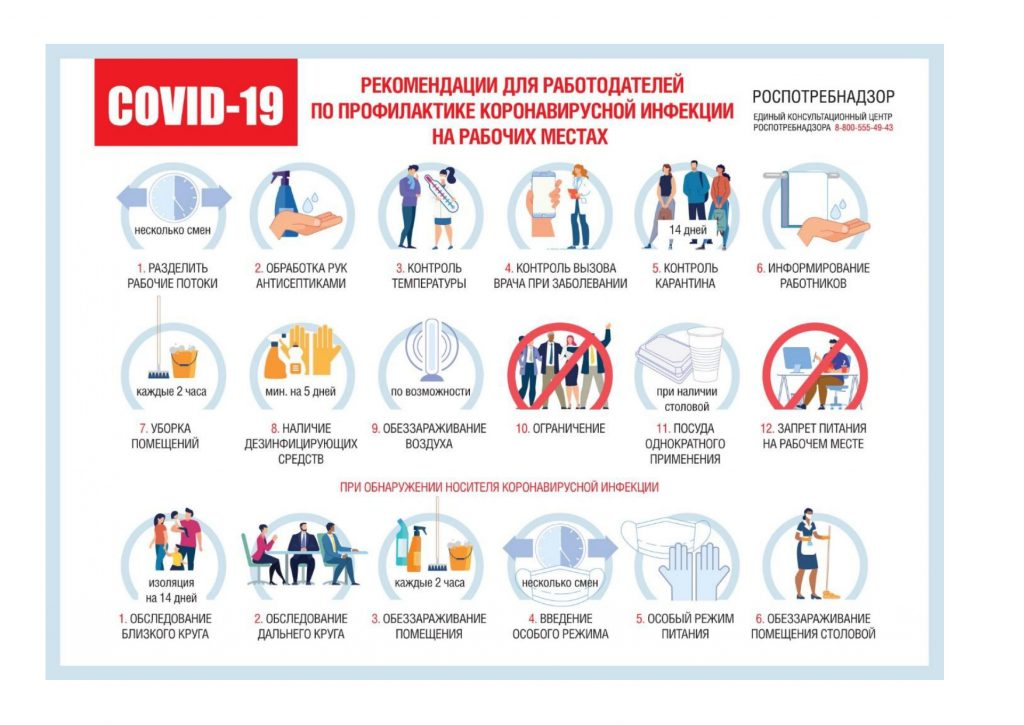 COVID-19
РЕКОМЕНДАЦИИ ДЛЯ РАБОТОДАТЕЛЕЙ
ПО ПРОФИЛАКТИКЕ КОРОНАВИРУСНОЙ ИНФЕКЦИИ
НА РАБОЧИХ МЕСТАХ
РОСПОТРЕБНАДЗОР
ЕДИНЫЙ КОНСУЛЬТАЦИОННЫЙ ЦЕНТР
РОСПОТРЕБНАДЗОРА 8-800-555-49-43
несколько смен
1. РАЗДЕЛИТЬ
РАБОЧИЕ ПОТОКИ
2. ОБРАБОТКА РУК
АНТИСЕПТИКАМИ
3. КОНТРОЛЬ
ТЕМПЕРАТУРЫ
4. КОНТРОЛЬ ВЫЗОВА
ВРАЧА ПРИ ЗАБОЛЕВАНИИ
14 дней
5. КОНТРОЛЬ
КАРАНТИНА
6. ИНФОРМИРОВАНИЕ
РАБОТНИКОВ
каждые 2 часа
7. УБОРКА
ПОМЕЩЕНИЙ
мин. на 5 дней
8. НАЛИЧИЕ
ДЕЗИНФИЦИРУЮЩИХ
СРЕДСТВ
по возможности
9. ОБЕЗЗАРАЖИВАНИЕ
ВОЗДУХА
10. ОГРАНИЧЕНИЕ
при наличии
столовой
11. ПОСУДА
ОДНОКРАТНОГО
ПРИМЕНЕНИЯ
12. ЗАПРЕТ ПИТАНИЯ
НА РАБОЧЕМ МЕСТЕ
ПРИ ОБНАРУЖЕНИИ НОСИТЕЛЯ КОРОНАВИРУСНОЙ ИНФЕКЦИИ
изоляция
на 14 дней
1. ОБСЛЕДОВАНИЕ
БЛИЗКОГО КРУГА
2. ОБСЛЕДОВАНИЕ
ДАЛЬНЕГО КРУГА
каждые 2 часа
3. ОБЕЗЗАРАЖИВАНИЕ
ПОМЕЩЕНИЯ
несколько смен
4. ВВЕДЕНИЕ
ОСОБОГО РЕЖИМА
5. ОСОБЫЙ РЕЖИМ
ПИТАНИЯ
6. ОБЕЗЗАРАЖИВАНИЕ
ПОМЕЩЕНИЯ СТОЛОВОЙ